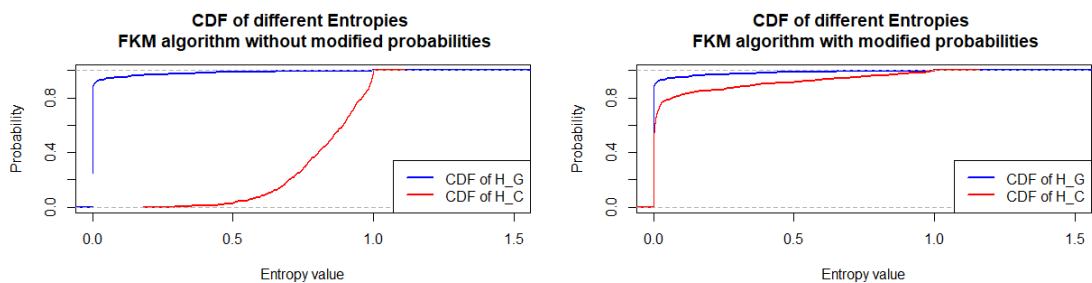 CDF of different Entropies
FKM algorithm without modified probabilities
Probability
0.0 0.4 0.8
CDF of H_G
CDF of H_C
0.0 0.5 1.0 1.5
Entropy value
CDF of different Entropies
FKM algorithm with modified probabilities
Probability
0.0 0.4 0.8
CDF of H_G
CDF of H_C
0.0 0.5 1.0 1.5
Entropy value